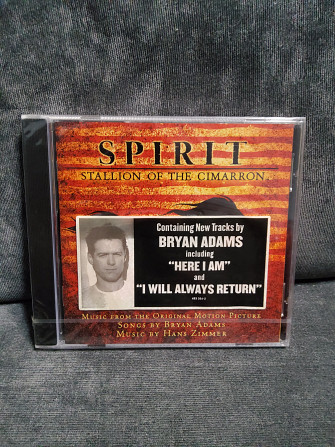 SPIRIT
STALLION OF THE CIMARRON
Containing New Tracks by
BRYAN ADAMS
including
"HERE I AM"
and
"I WILL ALWAYS RETURN"
MUSIC FROM THE ORIGINAL MOTION PICTURE
SONGS BY BRYAN ADAMS
MUSIC BY HANS ZIMMER